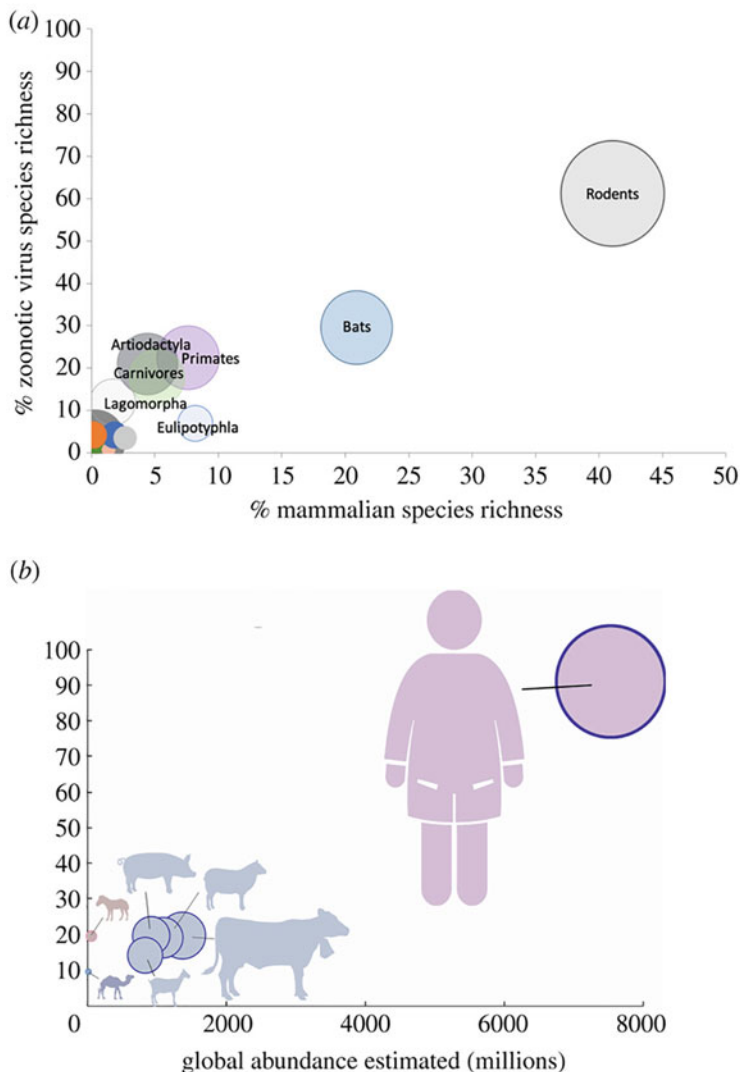 (a)
100
90
80
70
60
50
40
30
20
10
0
% zoonotic virus species richness
Rodents
Bats
Artiodactyla
Primates
Carnivores
Lagomorpha
Eulipotyphla
0 5 10 15 20 25 30 35 40 45 50
% mammalian species richness
(b)
100
90
80
70
60
50
40
30
20
10
0 2000 4000 6000 8000
global abundance estimated (millions)